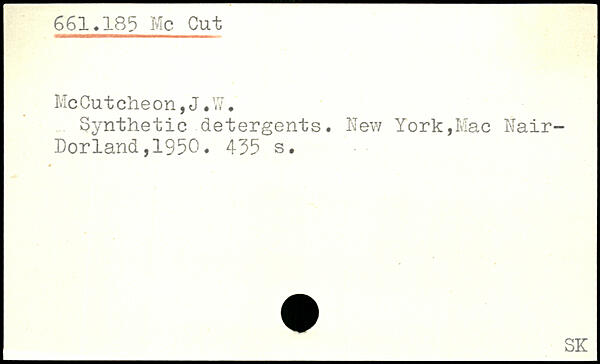 661.185 Mc Cut
McCutcheon,J.W.
Synthetic detergents. New York,Mac Nair-
Dorland,1950. 435 s.
SK